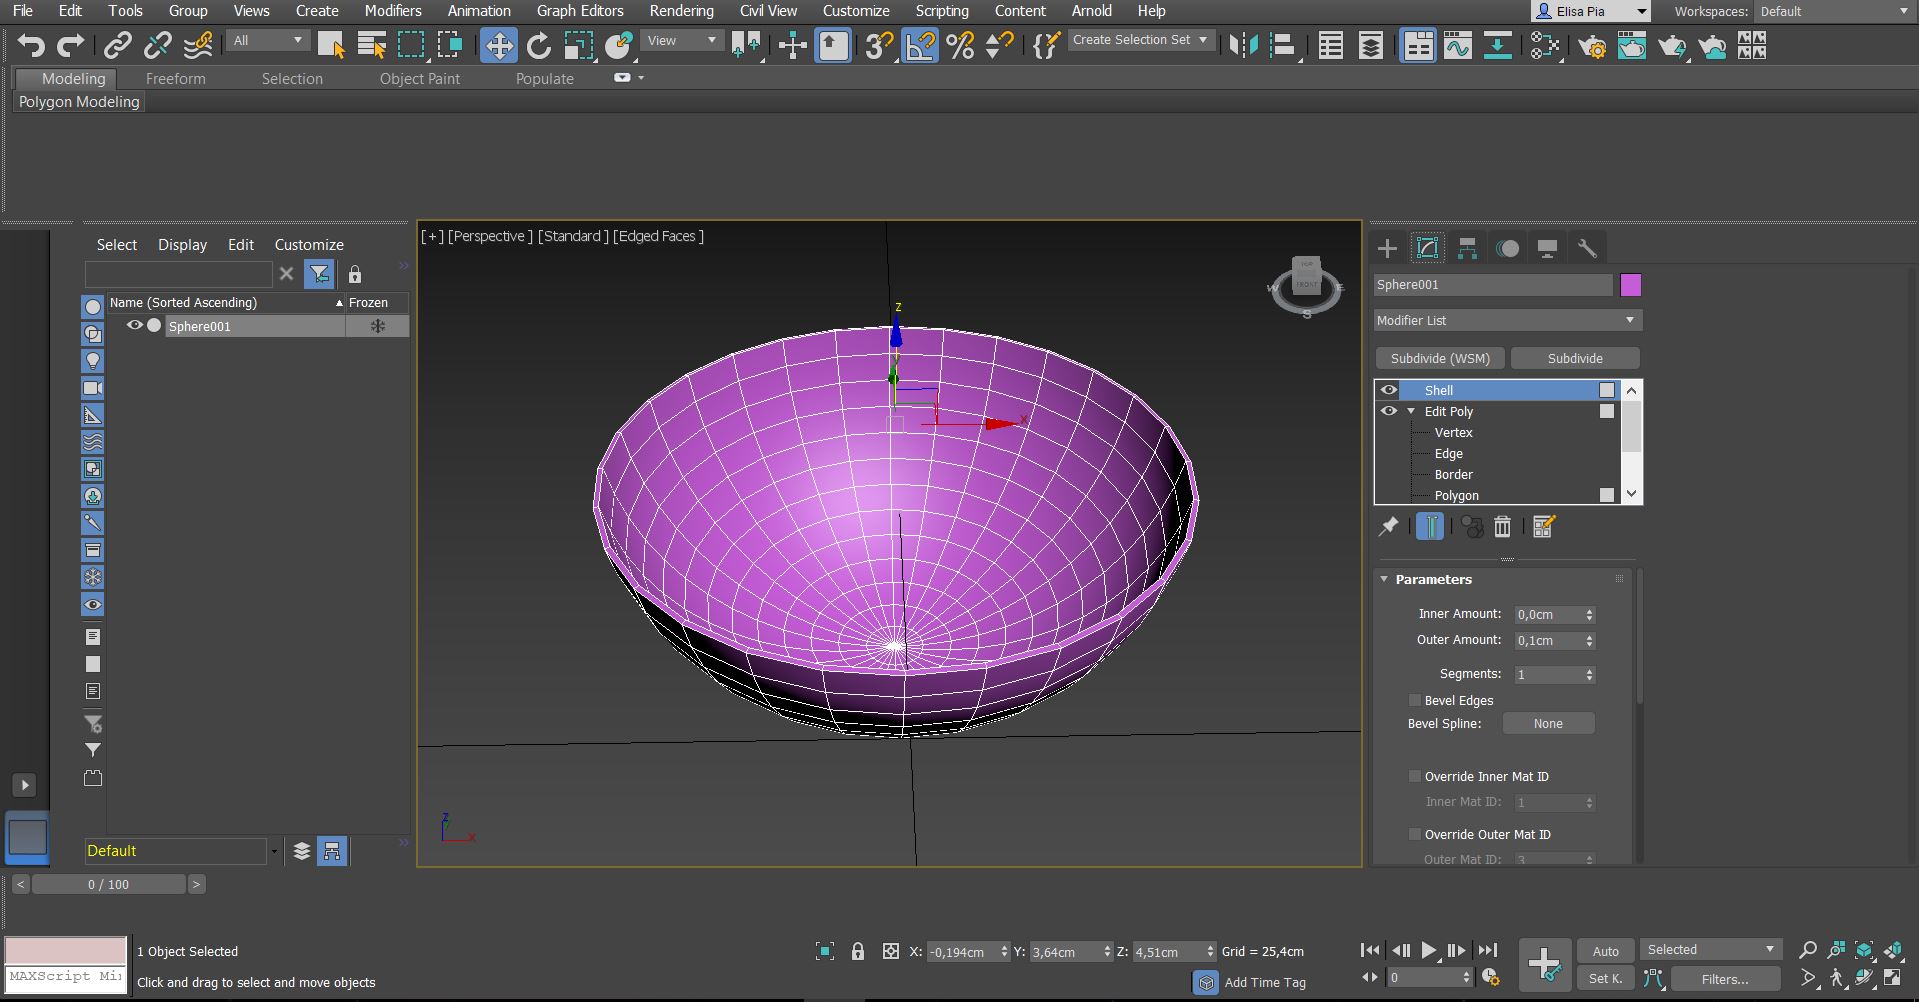 File Edit Tools Group Views Create Modifiers Animation Graph Editors Rendering Civil View Customize Scripting Content Arnold Help Elisa Pia Workspaces: Default
All View Create Selection Set
Modeling Freeform Selection Object Paint Populate
Polygon Modeling
Select Display Edit Customize
Name (Sorted Ascending) Frozen
Sphere001
Default
[+] [Perspective ] [Standard ] [Edged Faces ]
TOP
FRONT
W E
S
z
x
Z
Y
x
Sphere001
Modifier List
Subdivide (WSM) Subdivide
Shell
Edit Poly
Vertex
Edge
Border
Polygon
Parameters
Inner Amount: 0,0cm
Outer Amount: 0,1cm
Segments: 1
Bevel Edges
Bevel Spline: None
Override Inner Mat ID
Inner Mat ID: 1
Override Outer Mat ID
Outer Mat ID: 3
< 0 / 100 >
MAXScript Mi
1 Object Selected
Click and drag to select and move objects
X: -0,194cm Y: 3,64cm Z: 4,51cm Grid = 25,4cm
Add Time Tag
0
Auto Selected
Set K. Filters...